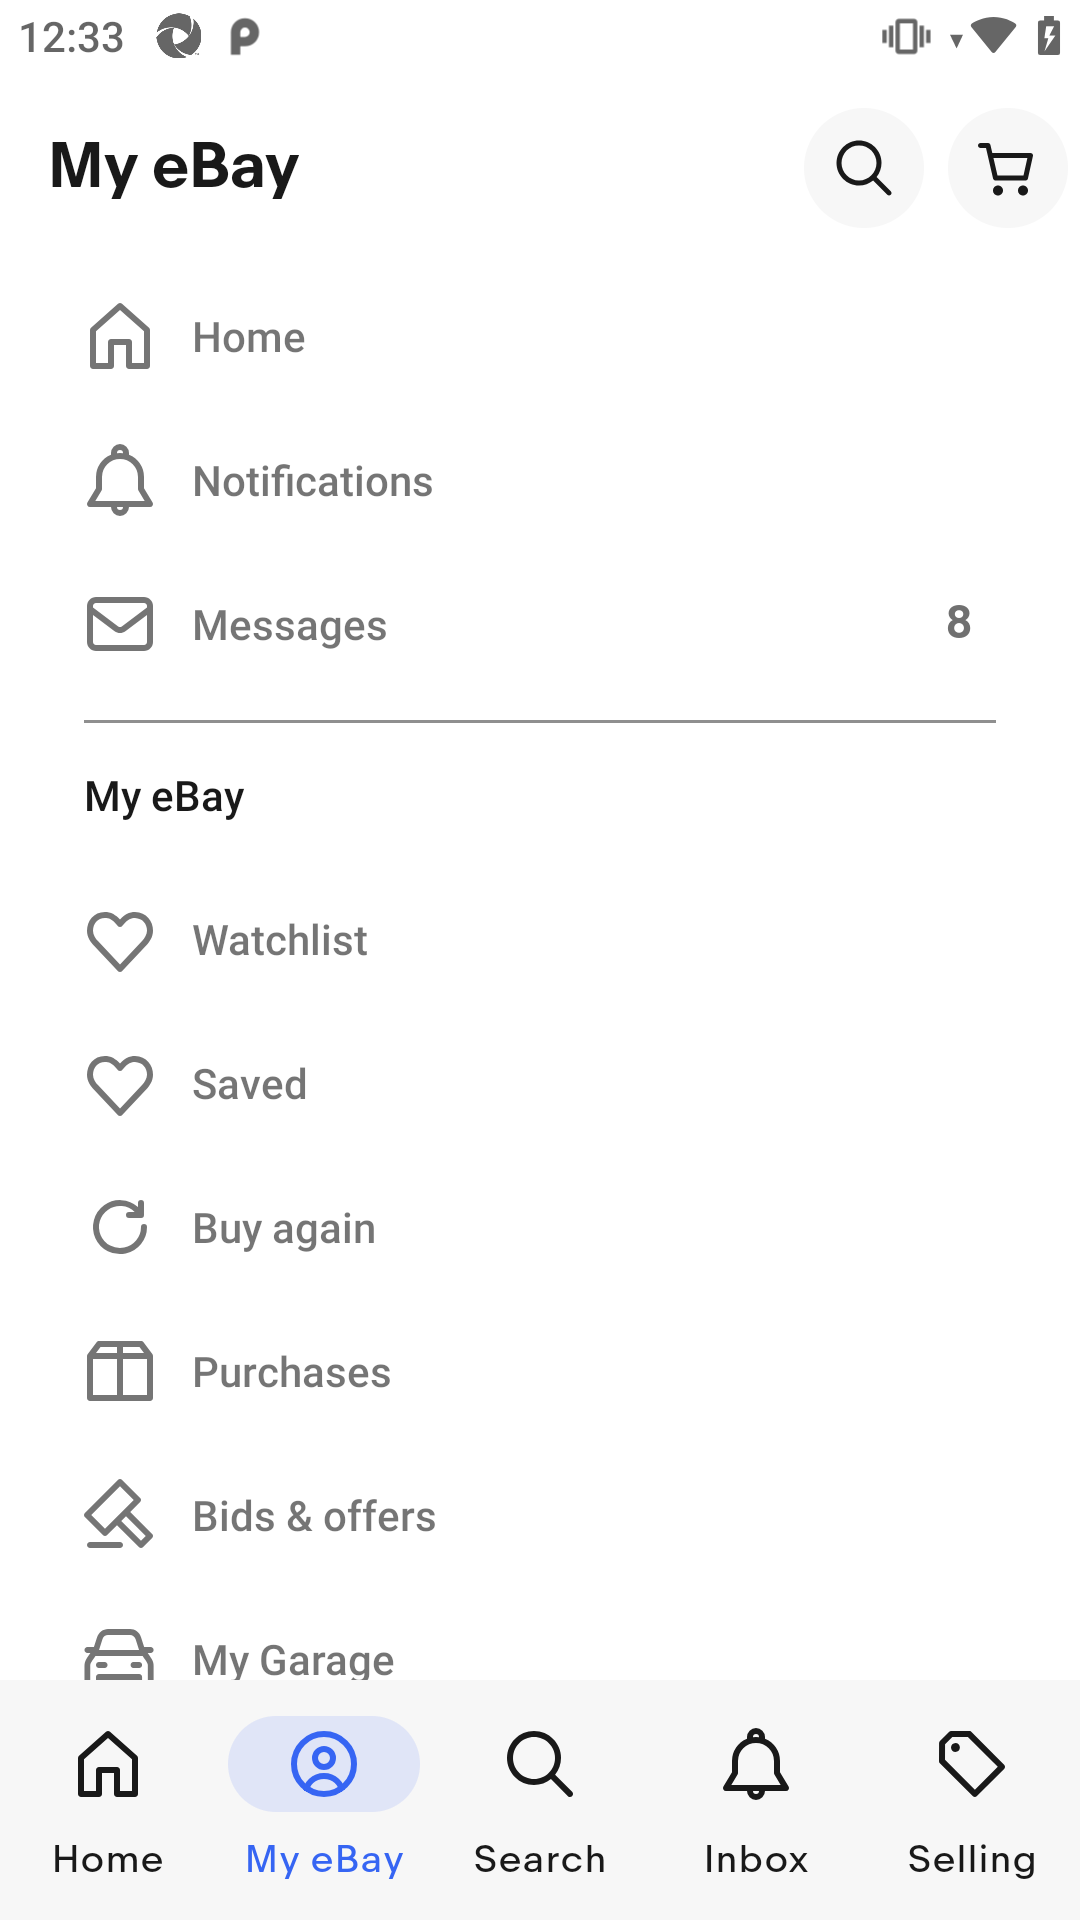 12:33
My eBay
Home
Notifications
Messages 8
My eBay
Watchlist
Saved
Buy again
Purchases
Bids & offers
My Garage
Home My eBay Search Inbox Selling